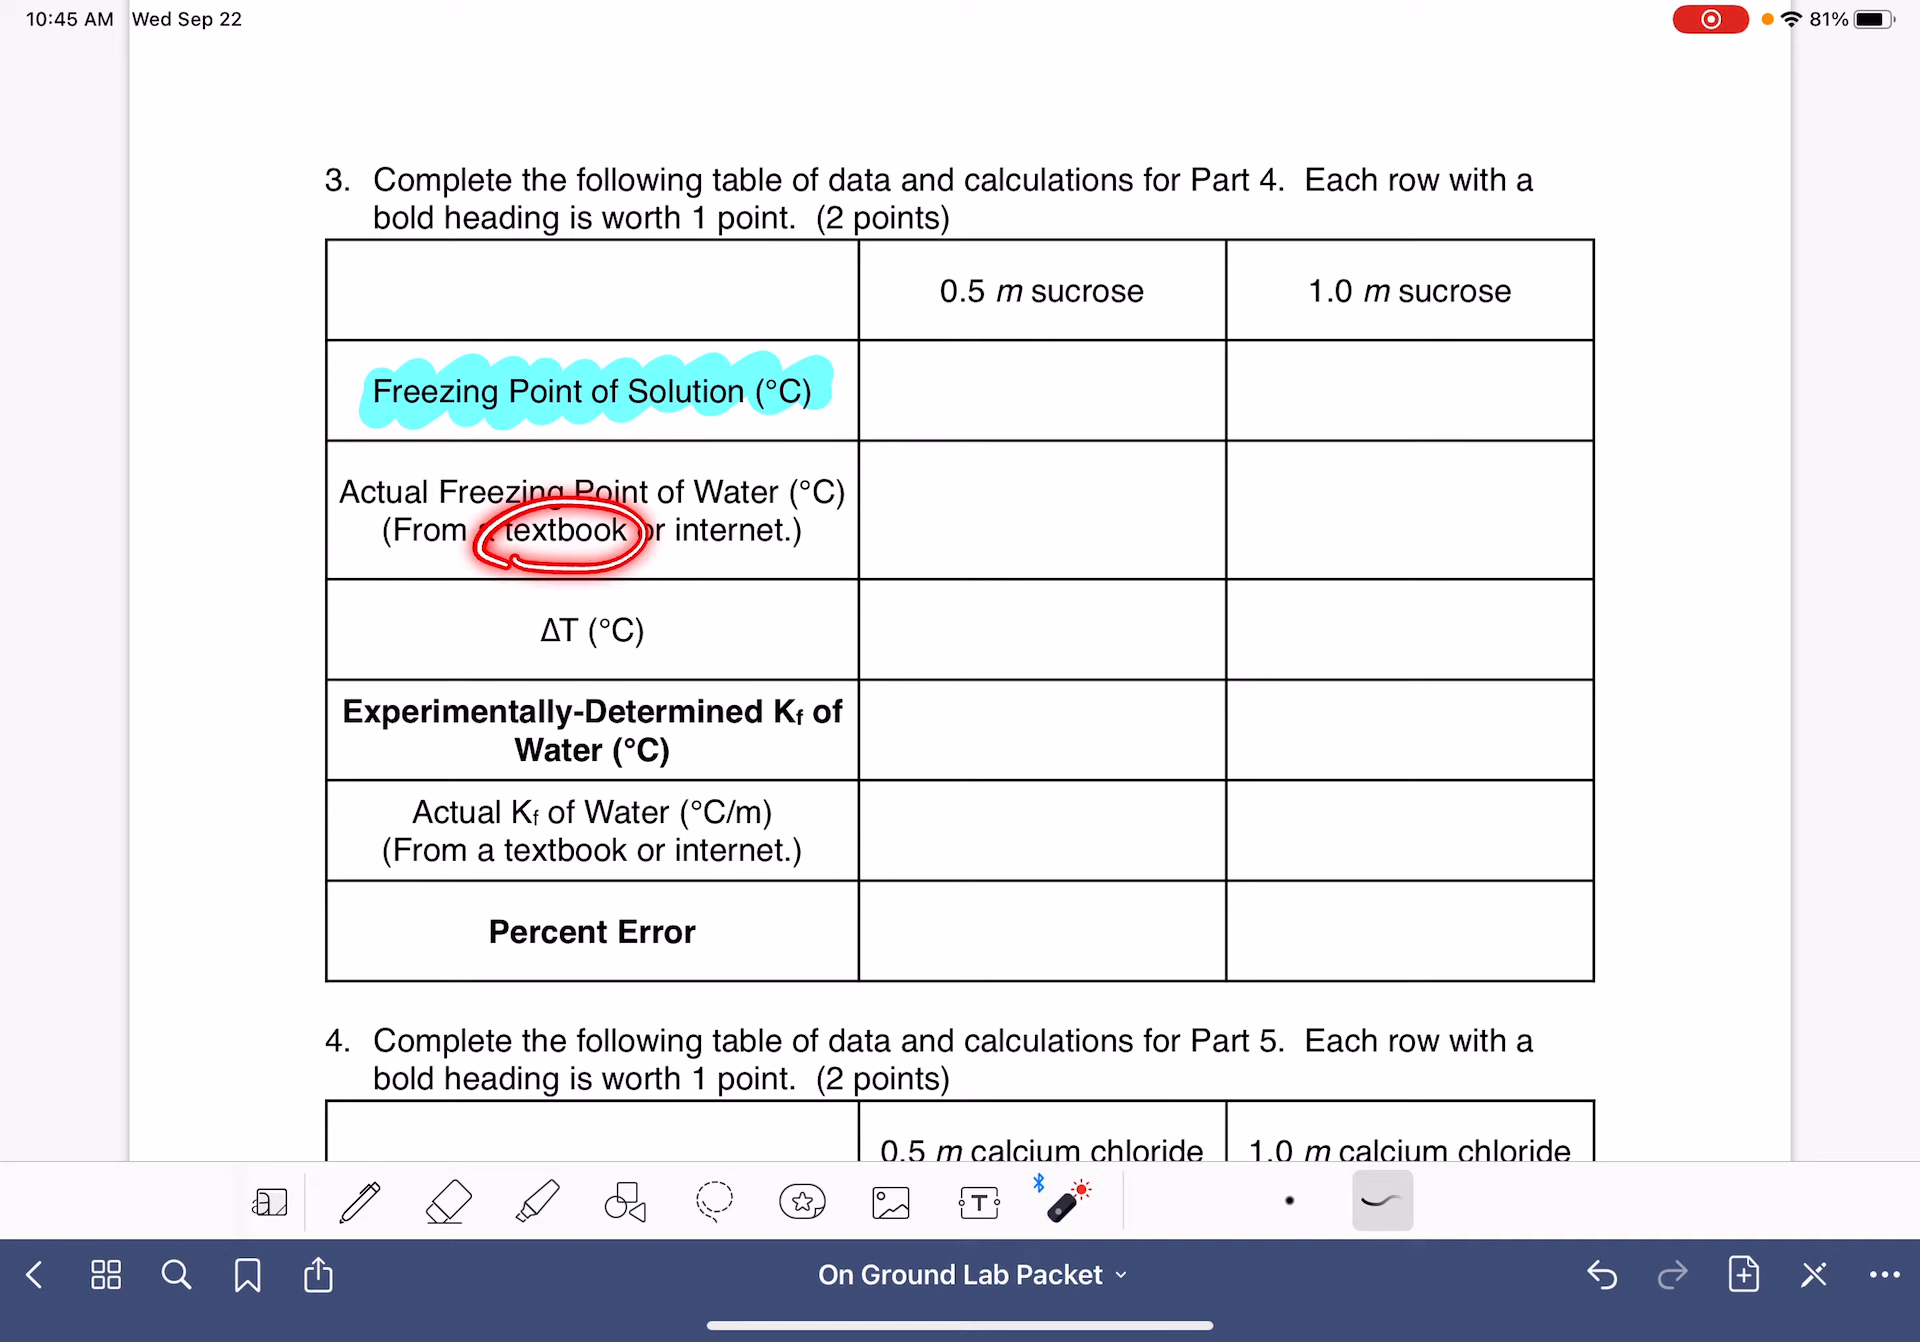 10:45 AM Wed Sep 22
81%
3. Complete the following table of data and calculations for Part 4. Each row with a
bold heading is worth 1 point. (2 points)
0.5 m sucrose
1.0 m sucrose
Freezing Point of Solution (°C)
Actual Freezing Point of Water (°C)
(From a textbook or internet.)
ΔT (°C)
Experimentally-Determined Kf of
Water (°C)
Actual Kf of Water (°C/m)
(From a textbook or internet.)
Percent Error
4. Complete the following table of data and calculations for Part 5. Each row with a
bold heading is worth 1 point. (2 points)
0.5 m calcium chloride
1.0 m calcium chloride
a
T
On Ground Lab Packet